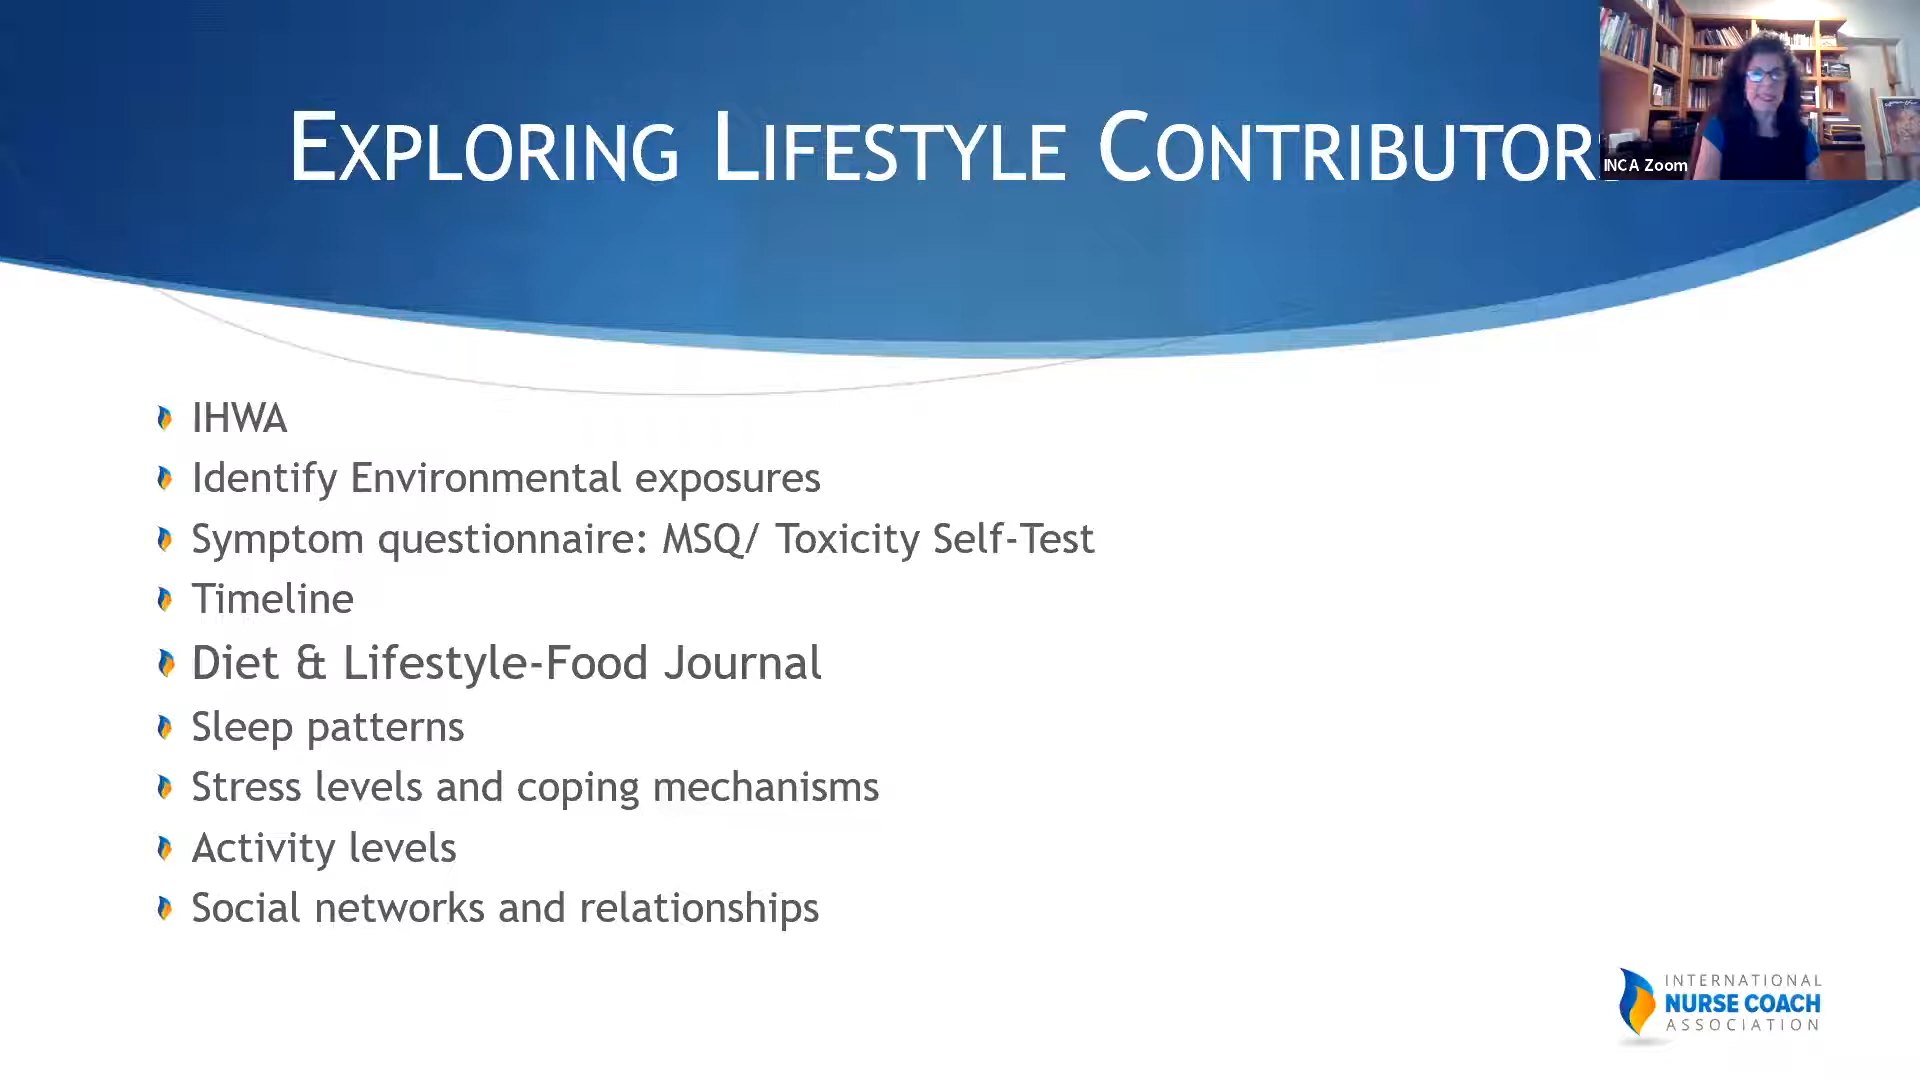 EXPLORING LIFESTYLE CONTRIBUTORS
INCA Zoom
IHWA
Identify Environmental exposures
Symptom questionnaire: MSQ/ Toxicity Self-Test
Timeline
Diet & Lifestyle-Food Journal
Sleep patterns
Stress levels and coping mechanisms
Activity levels
Social networks and relationships
INTERNATIONAL
NURSE COACH
ASSOCIATION